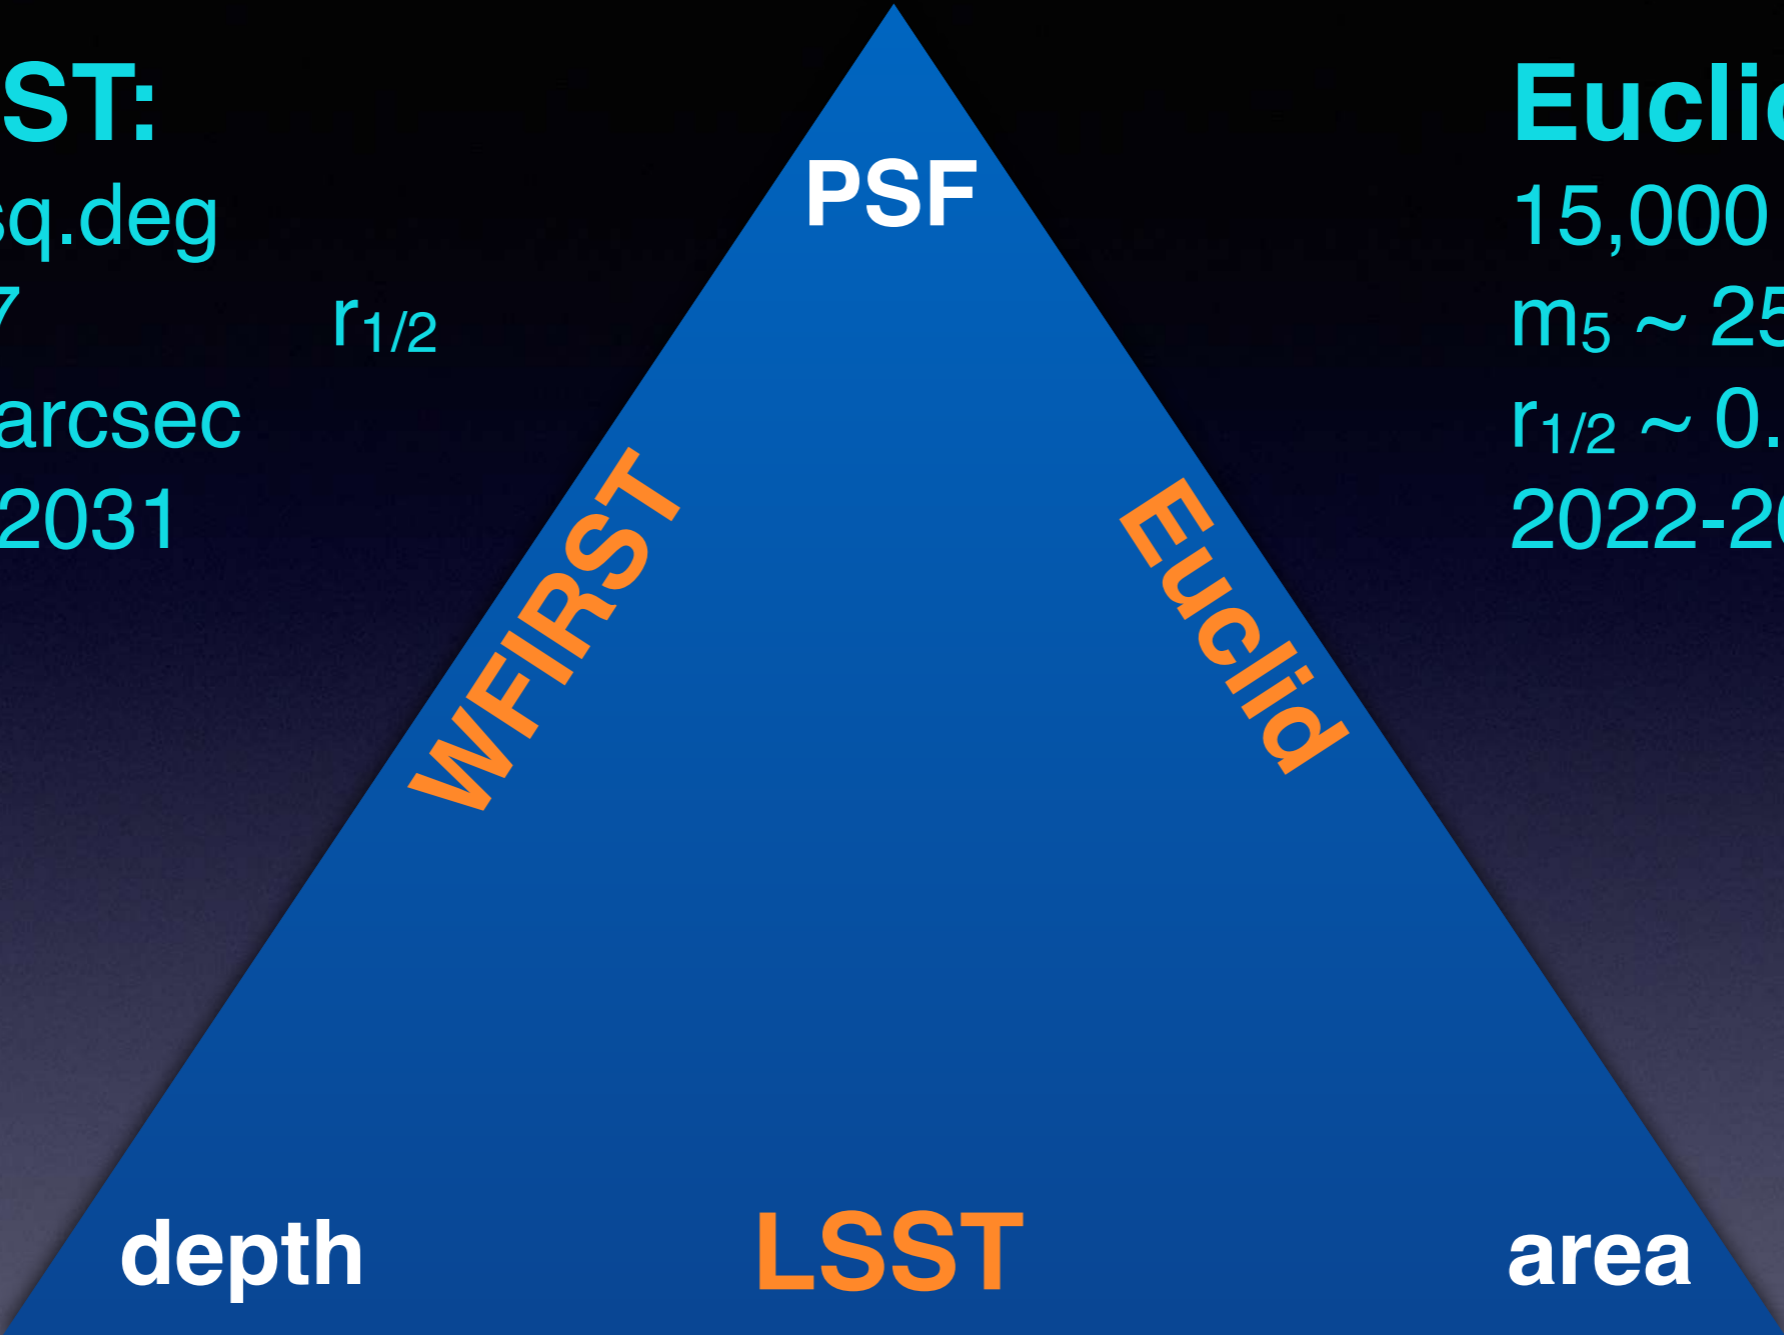 ST:
sq.deg
7 r1/2
arcsec
2031
PSF
Euclid
15,000
m5 ~ 25
r1/2 ~ 0.
2022-20
WFIRST
Euclid
depth
LSST
area